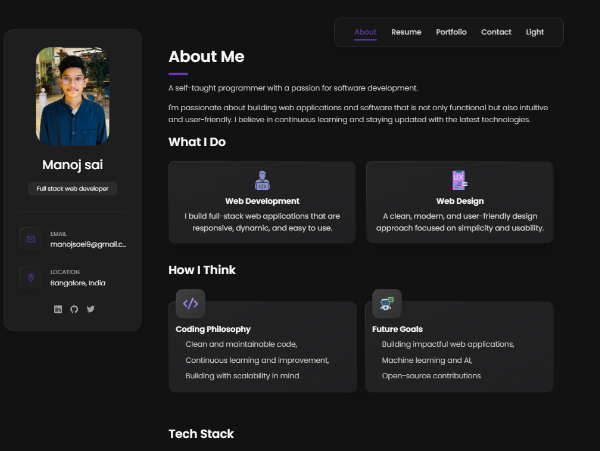 About Resume Portfolio Contact Light
Manoj sai
Full stack web developer
EMAIL
manojsoei9@gmail.c...
LOCATION
Bangalore, India
About Me
A self-taught programmer with a passion for software development.
I'm passionate about building web applications and software that is not only functional but also intuitive
and user-friendly. I believe in continuous learning and staying updated with the latest technologies.
What I Do
Web Development
I build full-stack web applications that are
responsive, dynamic, and easy to use.
UX
Web Design
A clean, modern, and user-friendly design
approach focused on simplicity and usability.
How I Think
Coding Philosophy
Clean and maintainable code,
Continuous learning and improvement,
Building with scalability in mind
Future Goals
Building impactful web applications,
Machine learning and AI,
Open-source contributions
Tech Stack